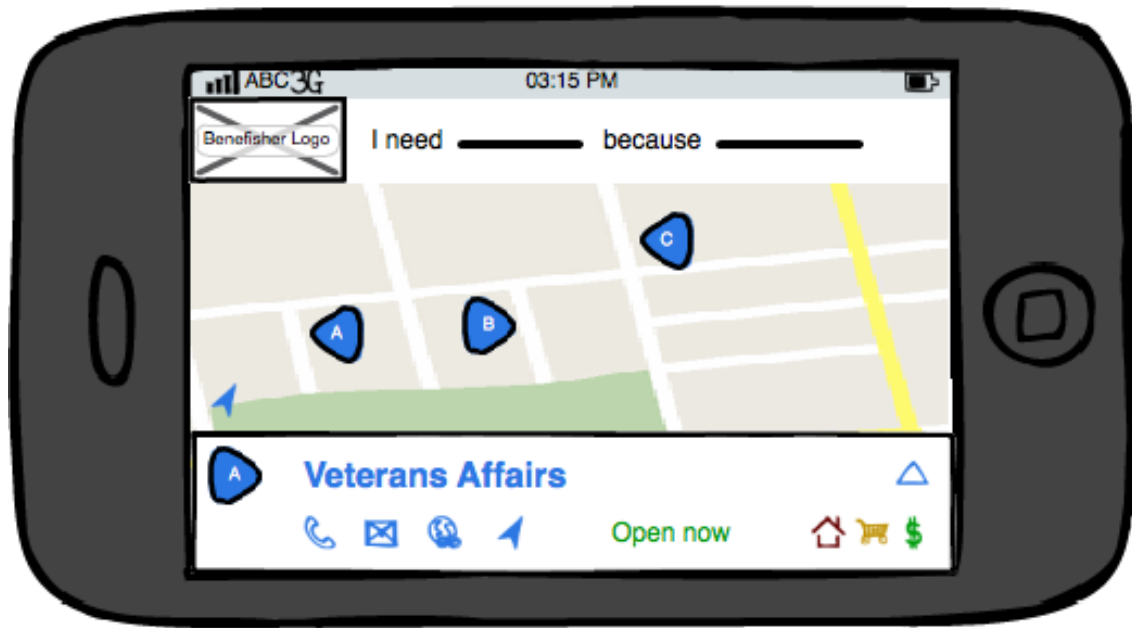 ABC 3G 03:15 PM
Benefisher Logo I need because
C
A B
A Veterans Affairs
Open now $